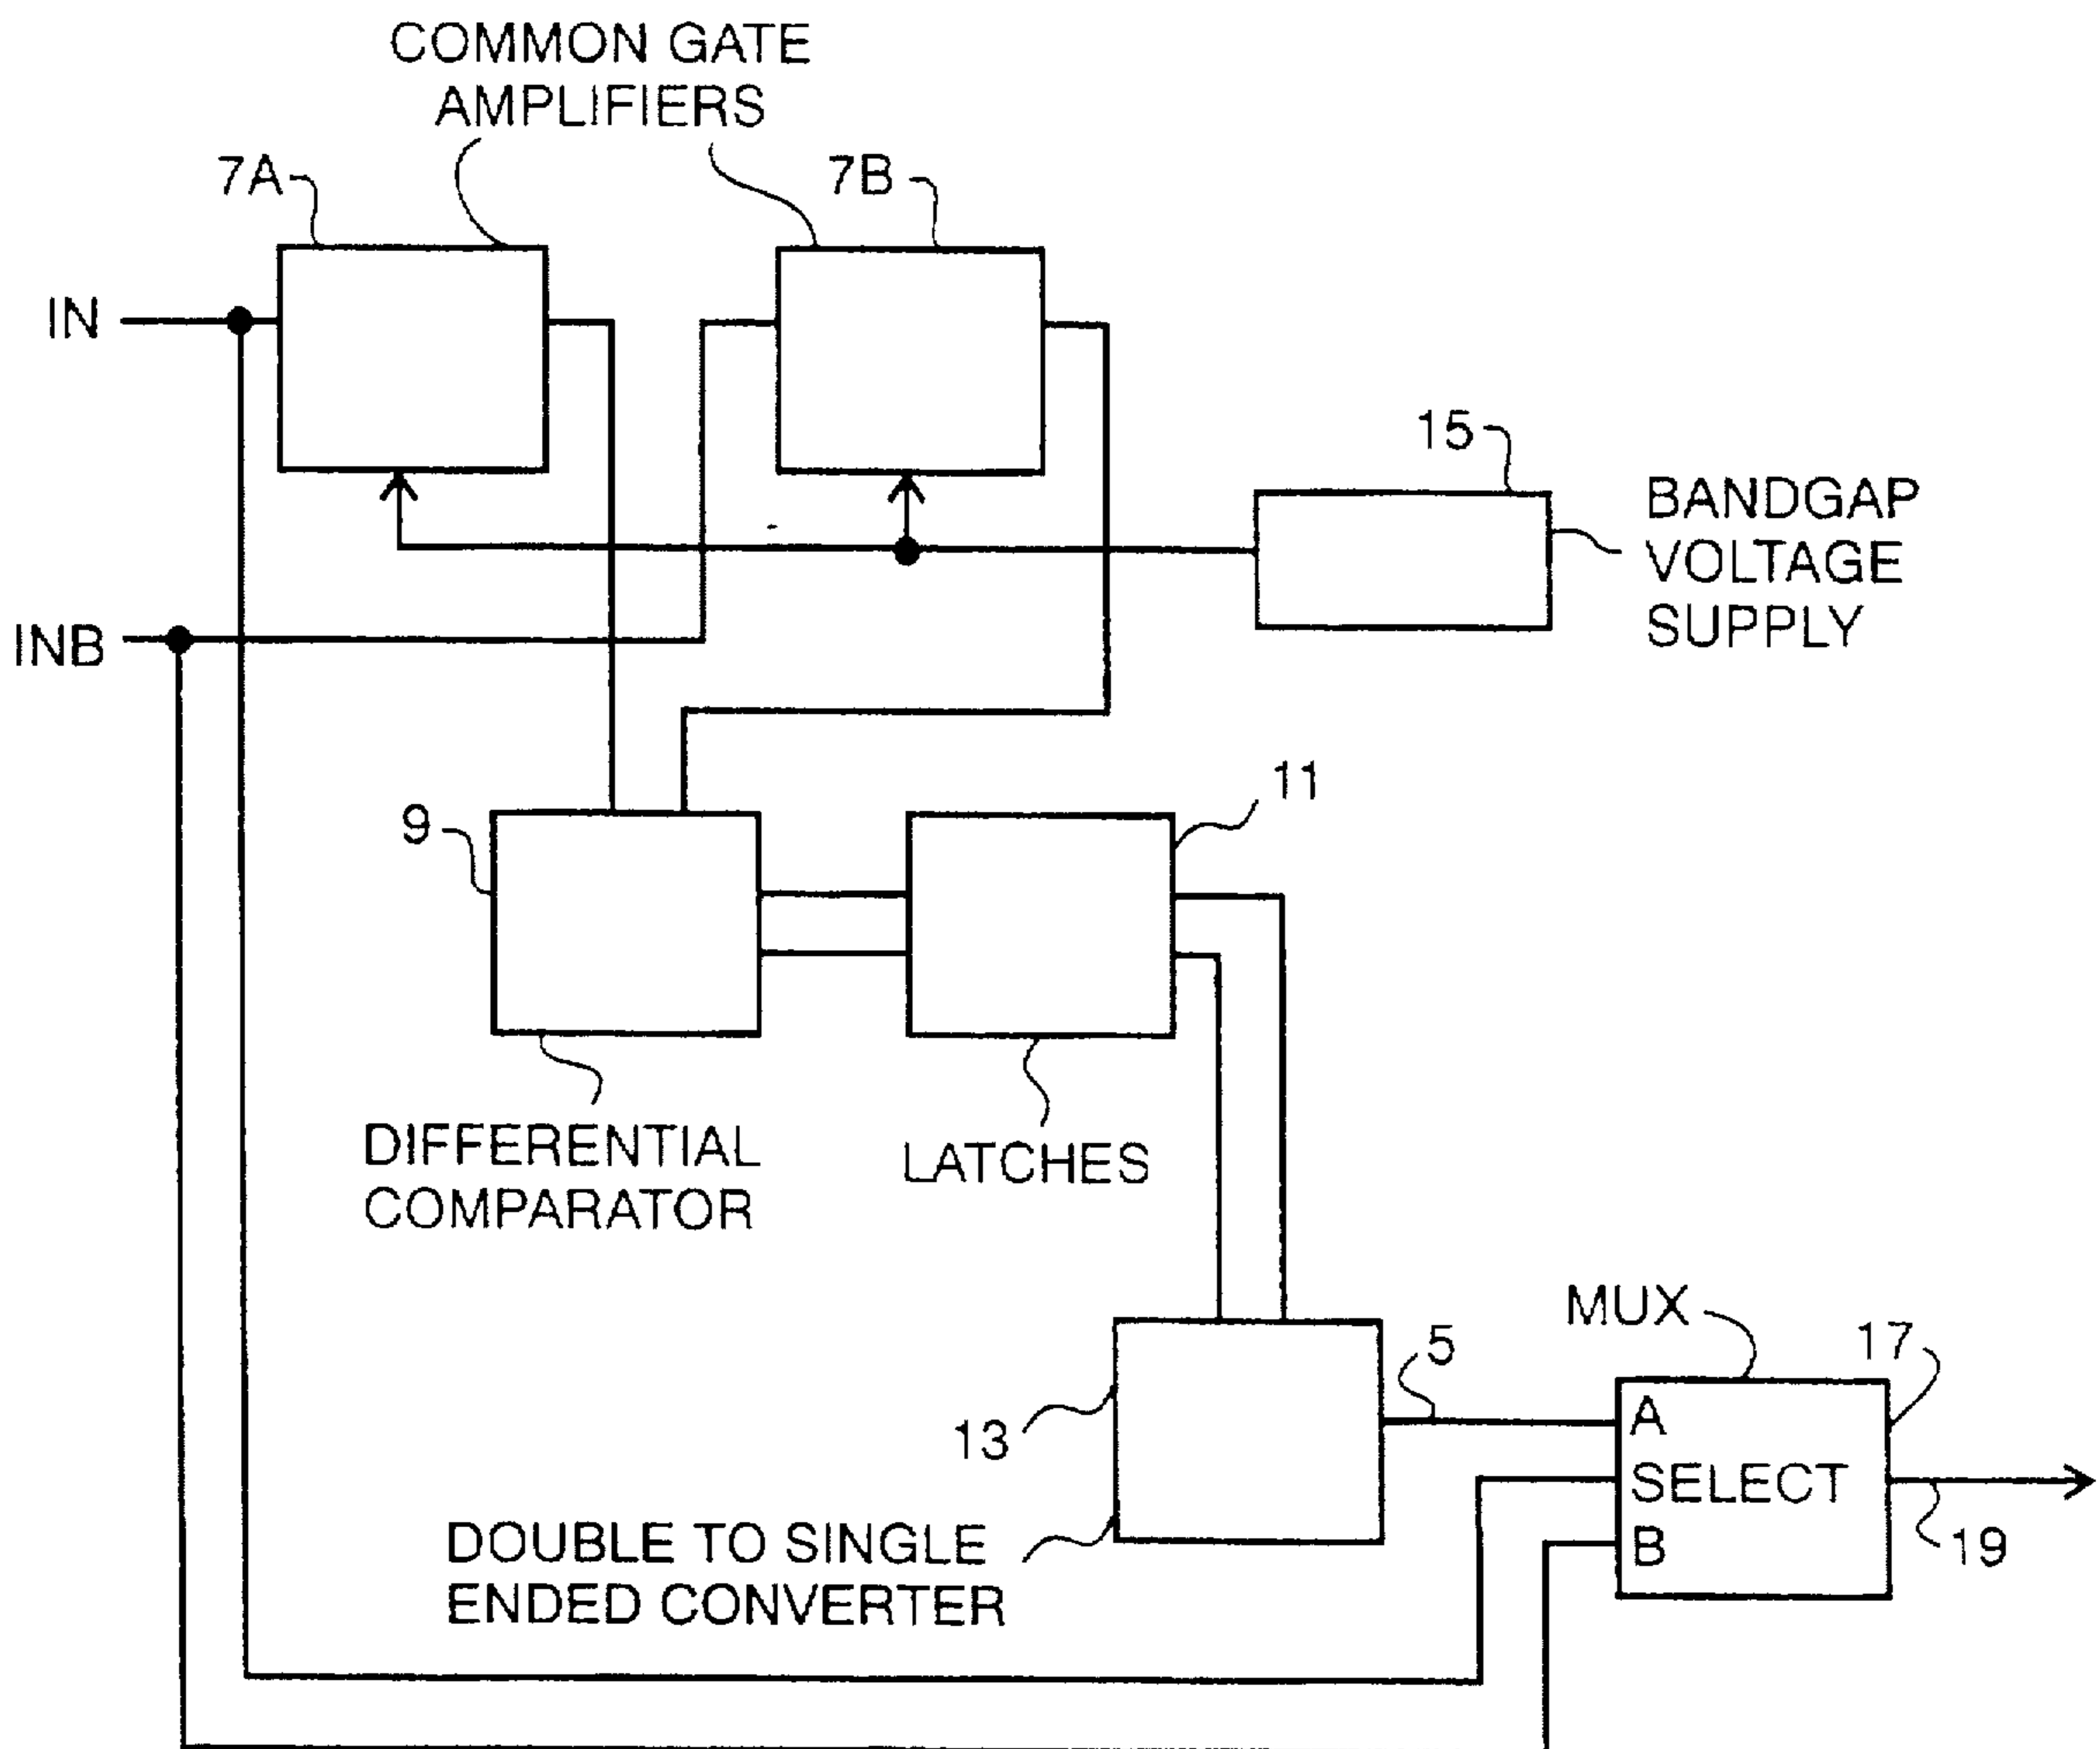 COMMON GATE
AMPLIFIERS
7A
7B
IN
15
BANDGAP
VOLTAGE
SUPPLY
INB
11
9
DIFFERENTIAL
COMPARATOR
LATCHES
MUX
17
5
A
13
SELECT
B
19
DOUBLE TO SINGLE
ENDED CONVERTER